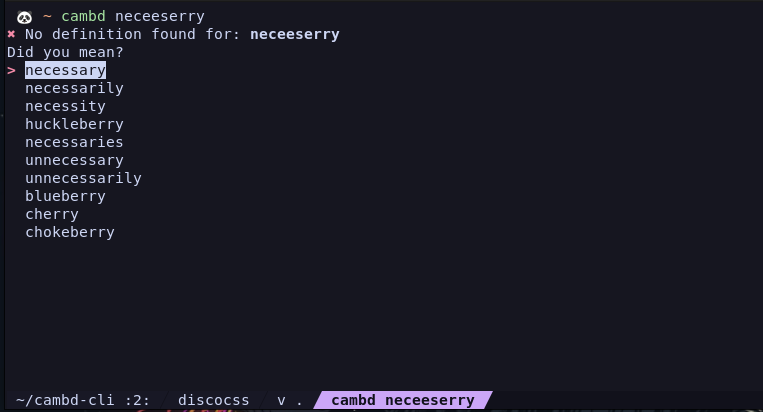 🐼 ~ cambd neceeserry
✖ No definition found for: neceeserry
Did you mean?
> necessary
necessarily
necessity
huckleberry
necessaries
unnecessary
unnecessarily
blueberry
cherry
chokeberry
~/cambd-cli :2: discocss v . cambd neceeserry